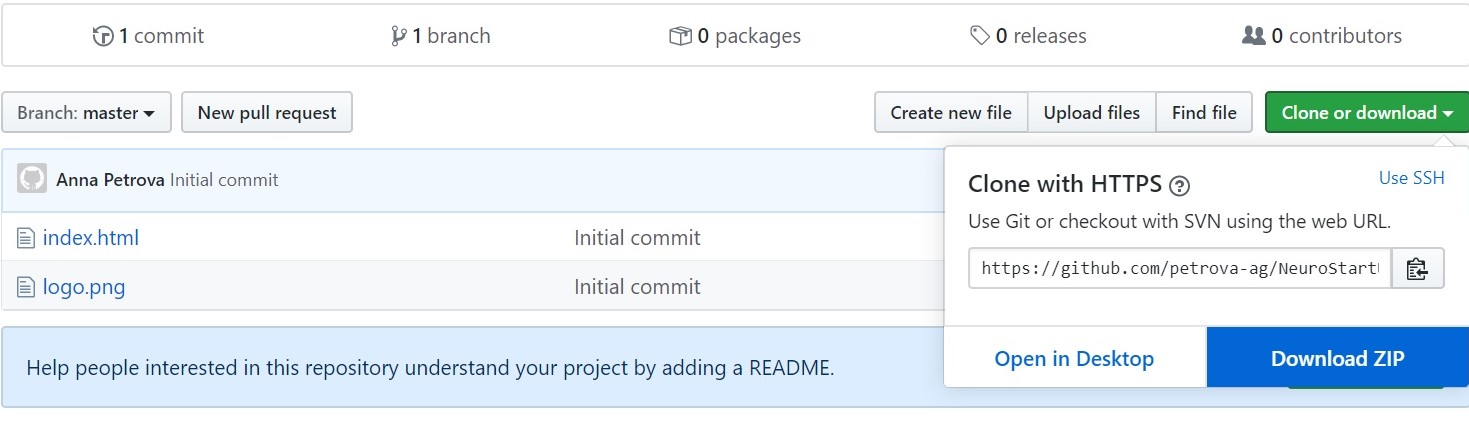 1 commit 1 branch 0 packages 0 releases 0 contributors
Branch: master New pull request Create new file Upload files Find file Clone or download
Anna Petrova Initial commit
Clone with HTTPS ? Use SSH
Use Git or checkout with SVN using the web URL.
index.html Initial commit
https://github.com/petrova-ag/NeuroStart
logo.png Initial commit
Open in Desktop Download ZIP
Help people interested in this repository understand your project by adding a README.